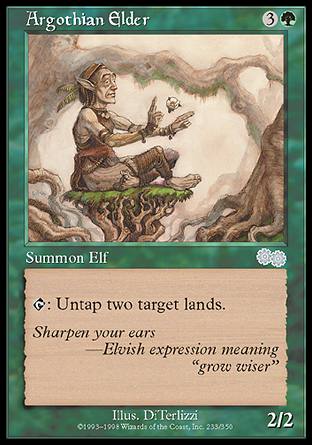 Argothian Elder 3
Summon Elf
: Untap two target lands.
Sharpen your ears
—Elvish expression meaning
“grow wiser”
2/2
Illus. DiTerlizzi
©1993–1998 Wizards of the Coast, Inc. 233/350